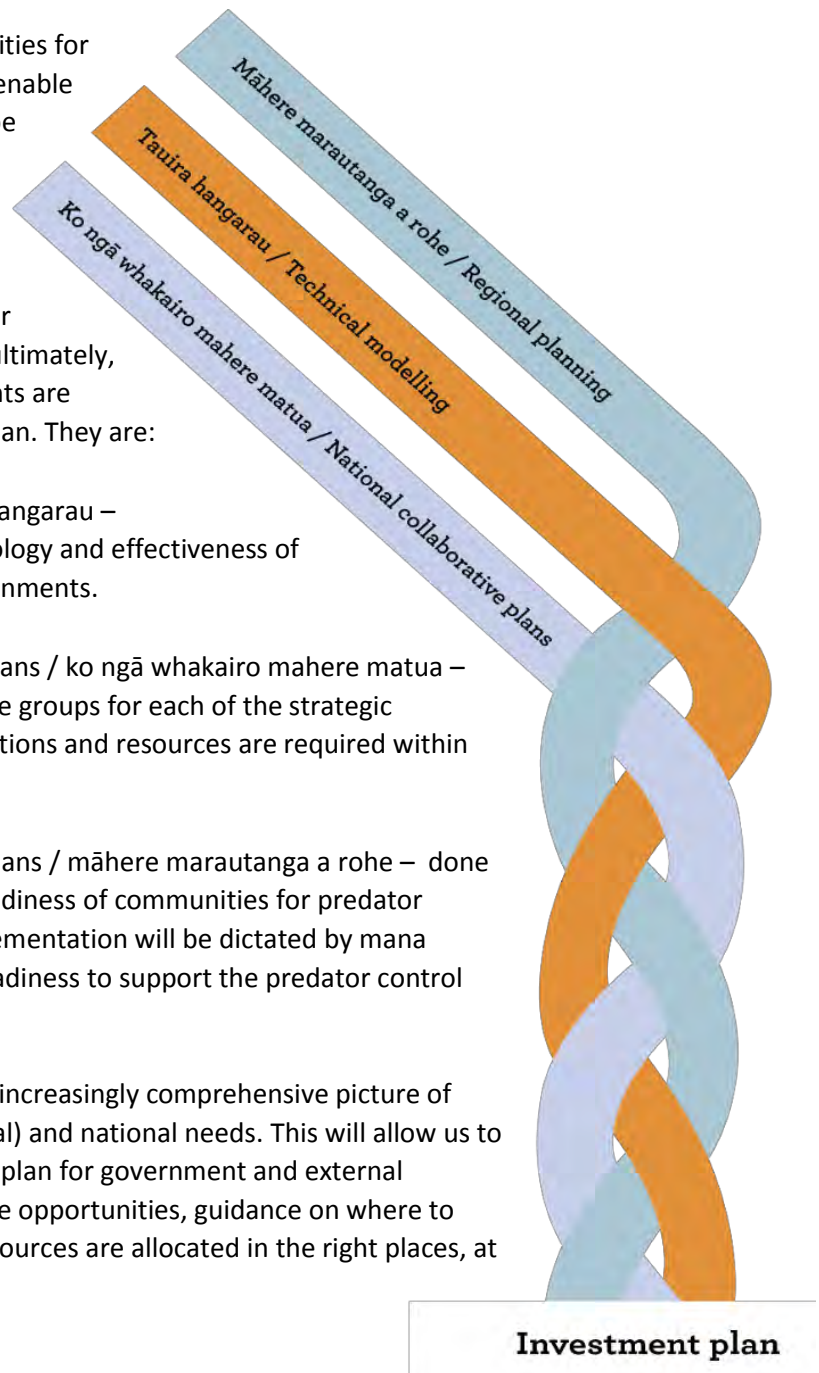 ities for
enable
Māhere marautanga a rohe / Regional planning
Tauira hangarau / Technical modelling
Ko ngā whakairo mahere matua / National collaborative plans
r
ultimately,
ts are
an. They are:
angarau –
ology and effectiveness of
nments.
ans / ko ngā whakairo mahere matua –
e groups for each of the strategic
tions and resources are required within
ans / māhere marautanga a rohe – done
adiness of communities for predator
ementation will be dictated by mana
adiness to support the predator control
increasingly comprehensive picture of
al) and national needs. This will allow us to
plan for government and external
e opportunities, guidance on where to
sources are allocated in the right places, at
Investment plan